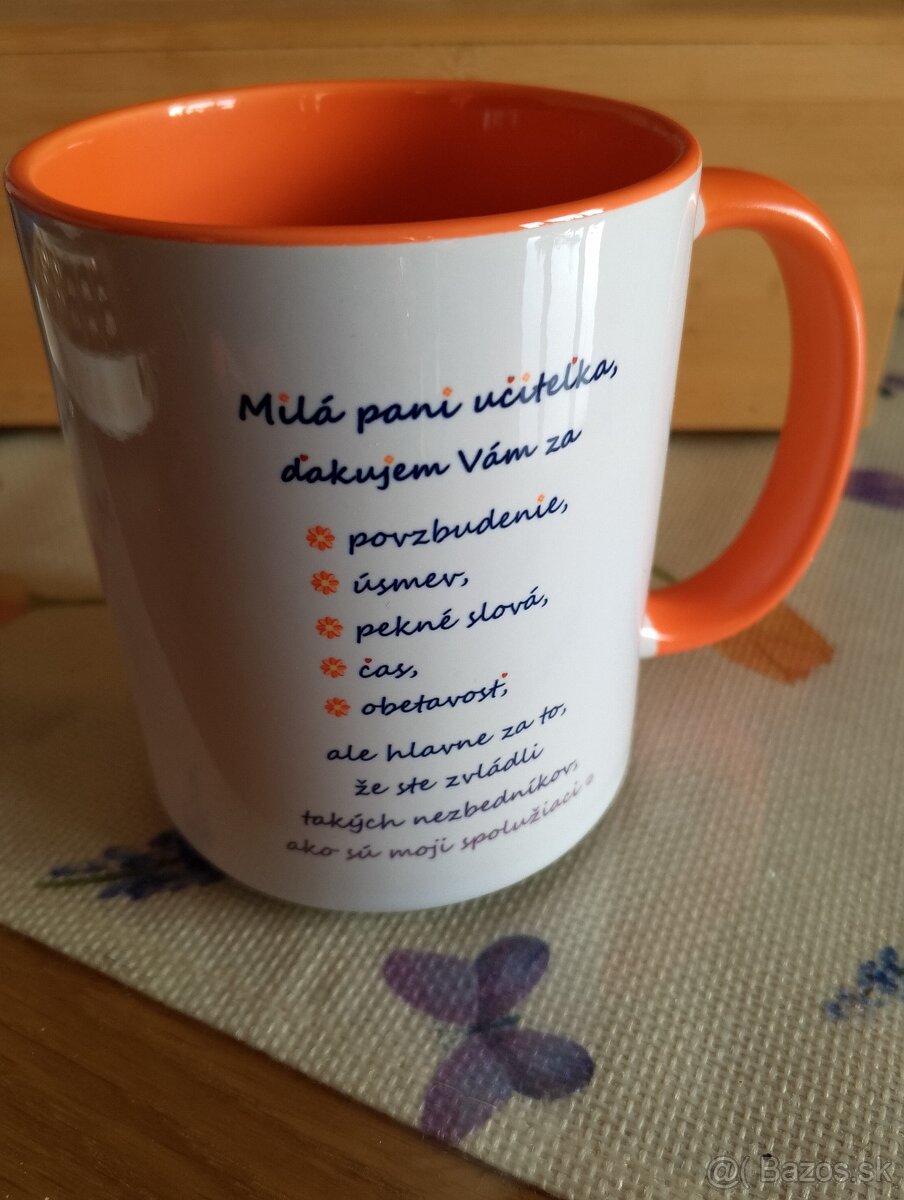 Milá pani učiteľka,
ďakujem Vám za
povzbudenie,
úsmev,
pekné slová,
čas,
obetavosť,
ale hlavne za to,
že ste zvládli
takých nezbedníkov,
ako sú moji spolužiaci
@( Bazos.sk